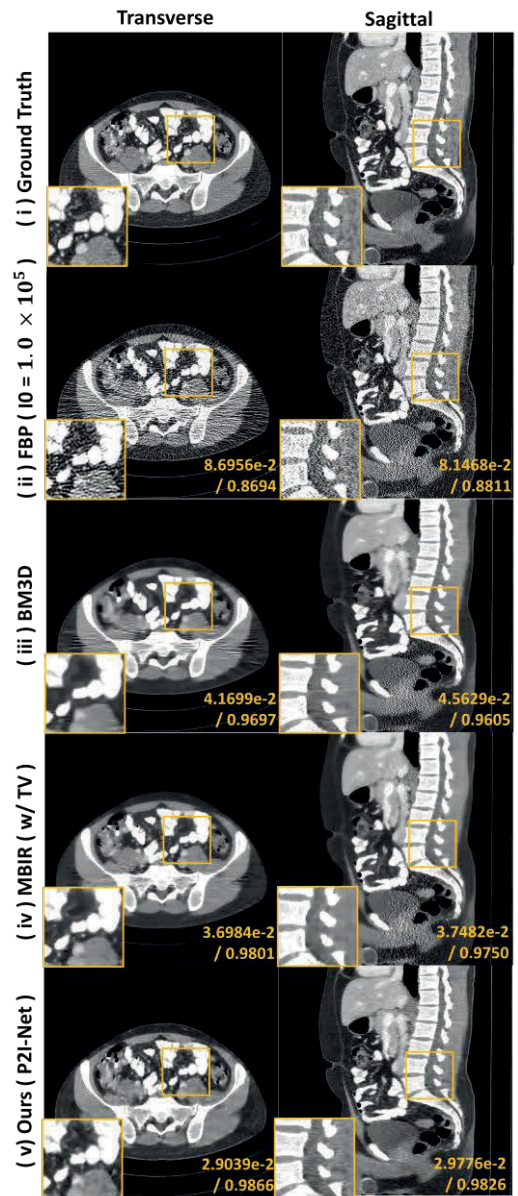 Transverse
Sagittal
( i ) Ground Truth
( ii ) FBP ( I0 = 1.0 × 10⁵ )
8.6956e-2
/ 0.8694
8.1468e-2
/ 0.8811
( iii ) BM3D
4.1699e-2
/ 0.9697
4.5629e-2
/ 0.9605
( iv ) MBIR ( w/ TV )
3.6984e-2
/ 0.9801
3.7482e-2
/ 0.9750
( v ) Ours ( P2I-Net )
2.9039e-2
/ 0.9866
2.9776e-2
/ 0.9826